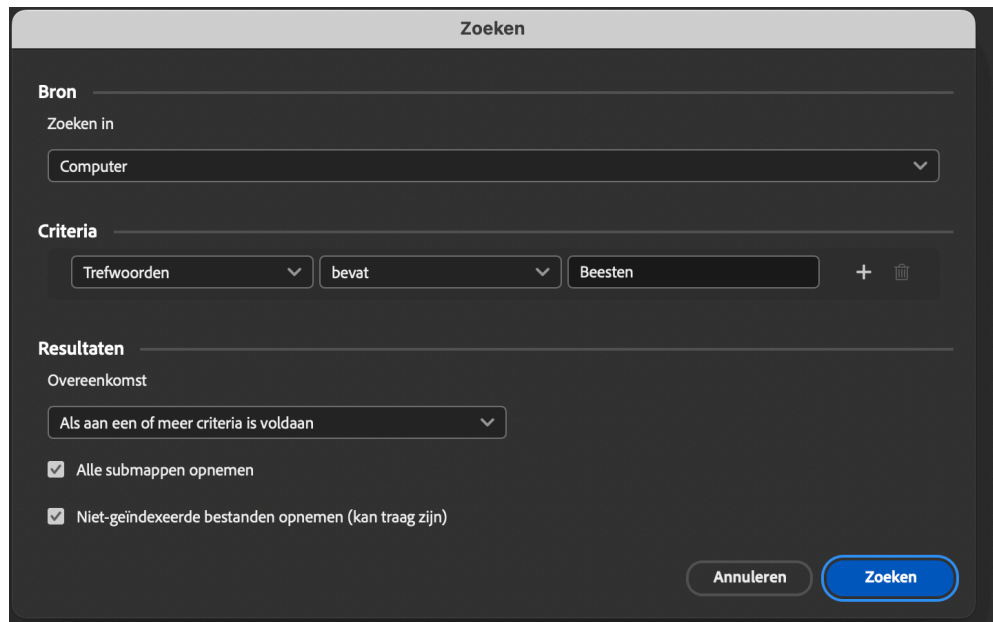 Zoeken
Bron
Zoeken in
Computer
Criteria
Trefwoorden bevat Beesten
Resultaten
Overeenkomst
Als aan een of meer criteria is voldaan
Alle submappen opnemen
Niet-geïndexeerde bestanden opnemen (kan traag zijn)
Annuleren Zoeken